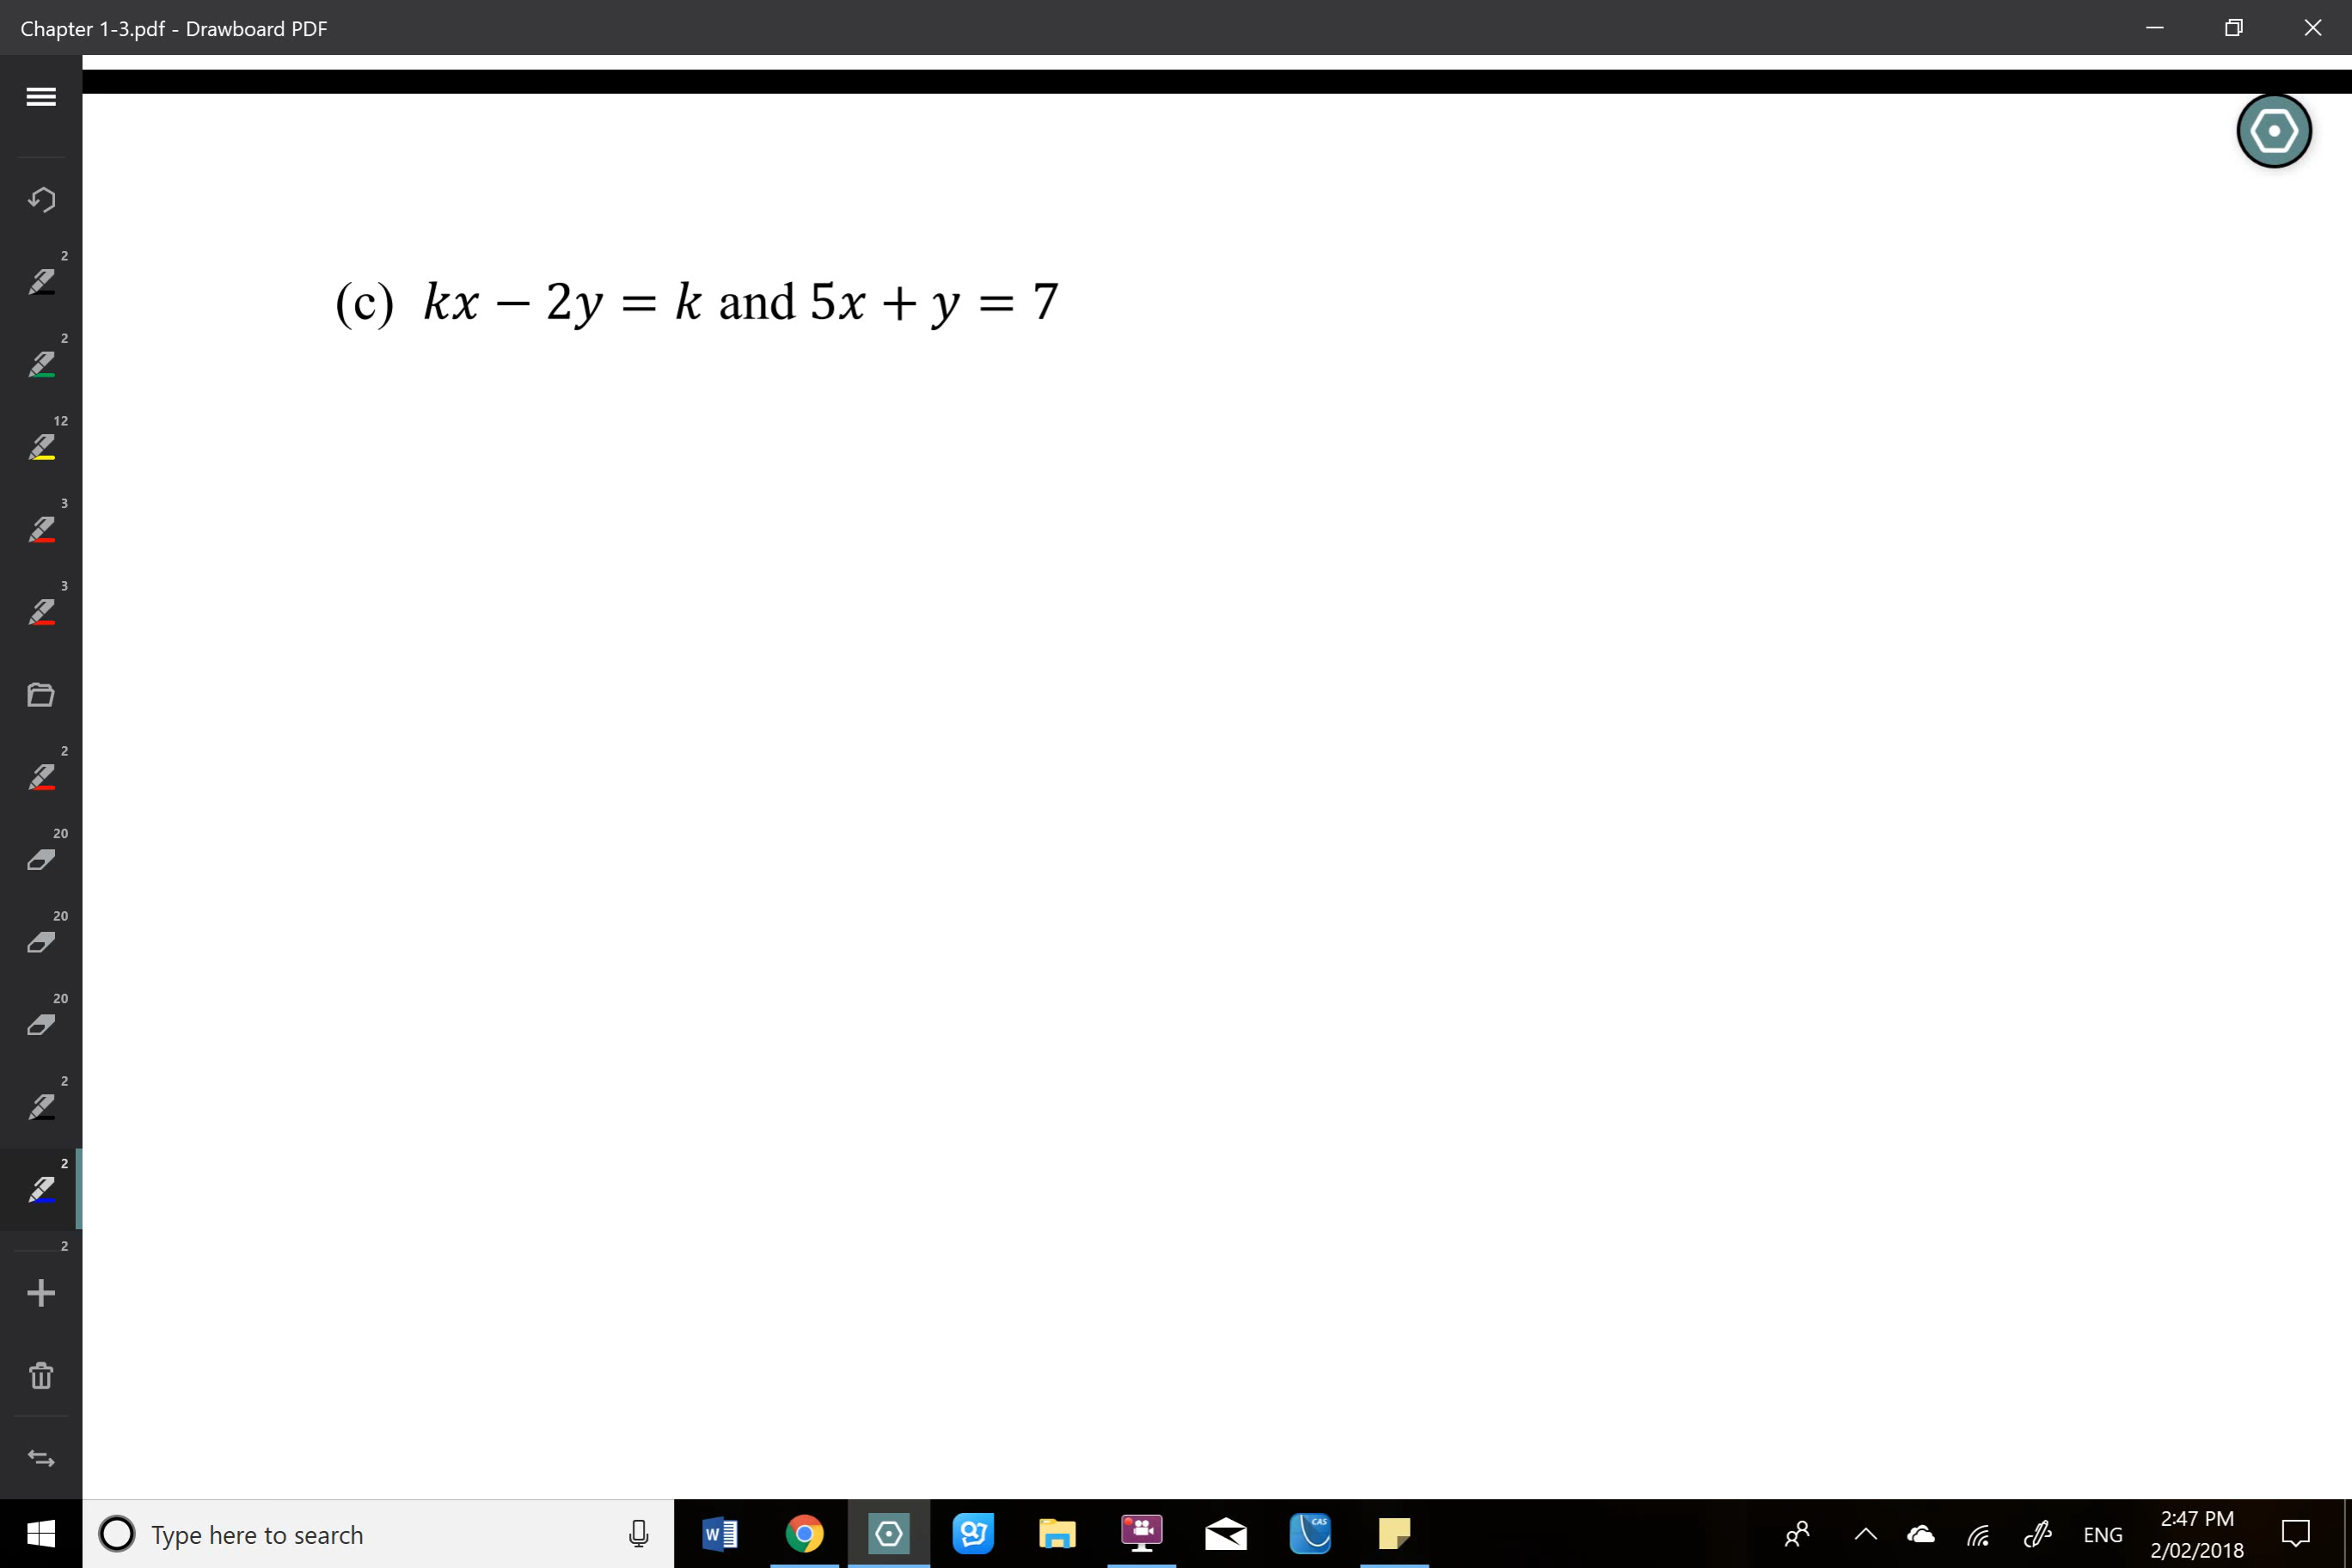 Chapter 1-3.pdf - Drawboard PDF
2
2
12
3
3
2
20
20
20
2
2
2
(c) kx − 2y = k and 5x + y = 7
Type here to search
W
CAS
ENG
2:47 PM
2/02/2018